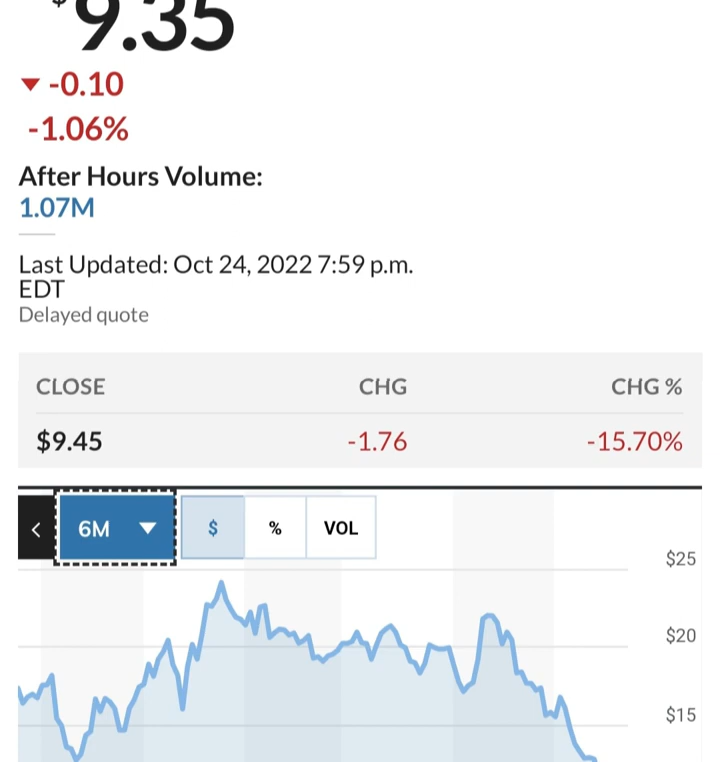 $9.35
-0.10
-1.06%
After Hours Volume:
1.07M
Last Updated: Oct 24, 2022 7:59 p.m.
EDT
Delayed quote
CLOSE CHG CHG %
$9.45 -1.76 -15.70%
6M $ % VOL
$25
$20
$15